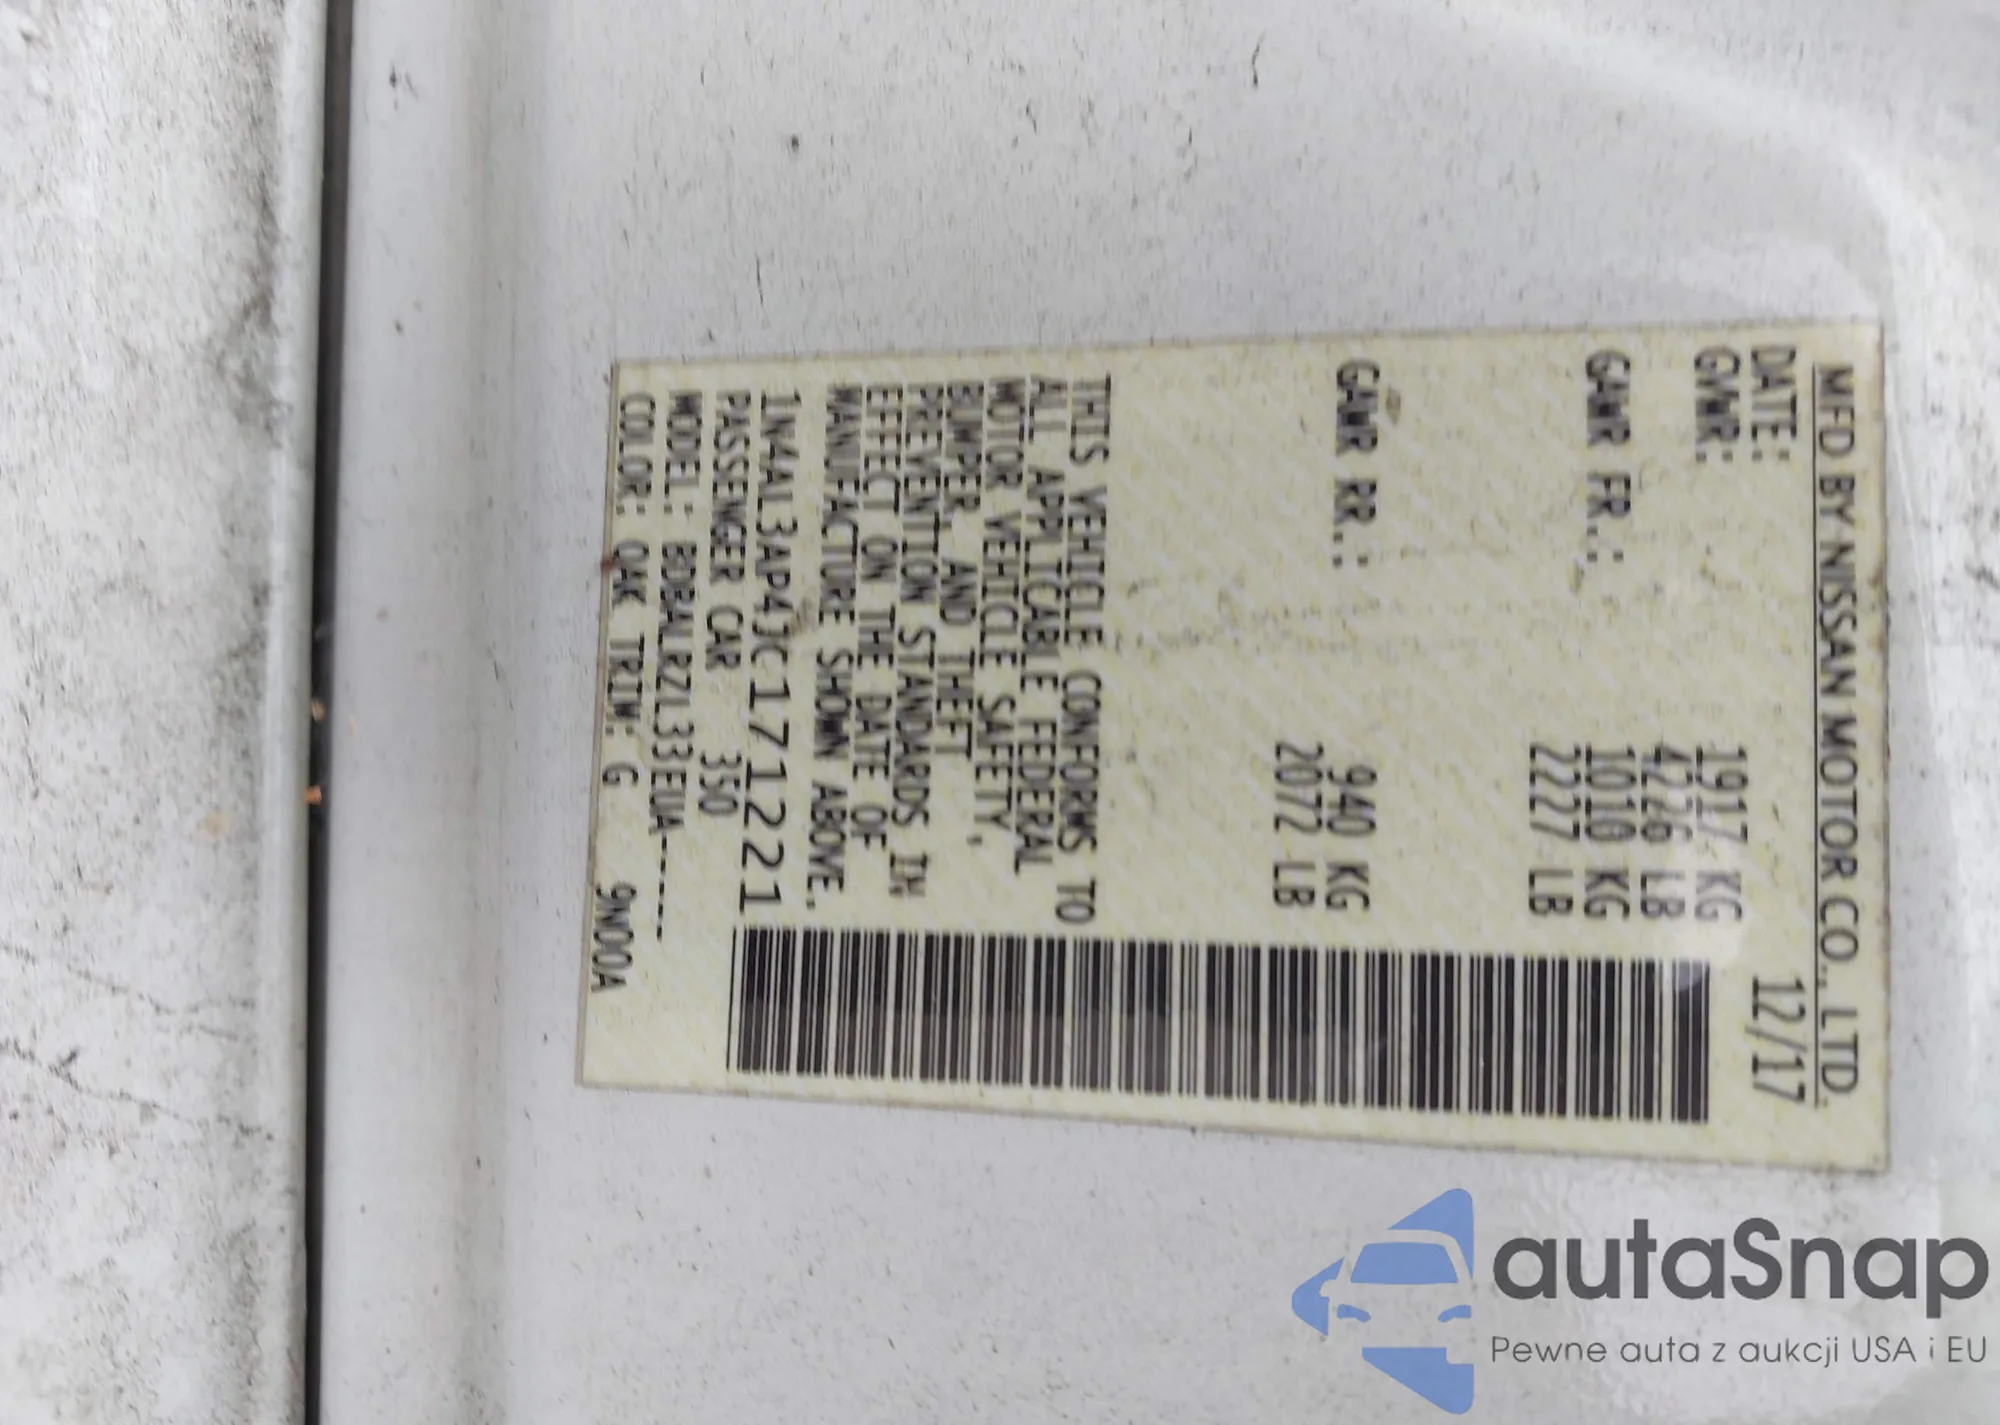 MFD BY NISSAN MOTOR CO., LTD.
DATE: 12/17
GVWR: 1917 KG
4226 LB
GAWR FR.: 1010 KG
2227 LB
GAWR RR.: 940 KG
2072 LB
THIS VEHICLE CONFORMS TO
ALL APPLICABLE FEDERAL
MOTOR VEHICLE SAFETY,
BUMPER, AND THEFT
PREVENTION STANDARDS IN
EFFECT ON THE DATE OF
MANUFACTURE SHOWN ABOVE.
1N4AL3AP4JC171221
PASSENGER CAR 350
MODEL: BDBALRZL33EUA-----
COLOR: QAK TRIM: G 9N00A
autaSnap
Pewne auta z aukcji USA i EU